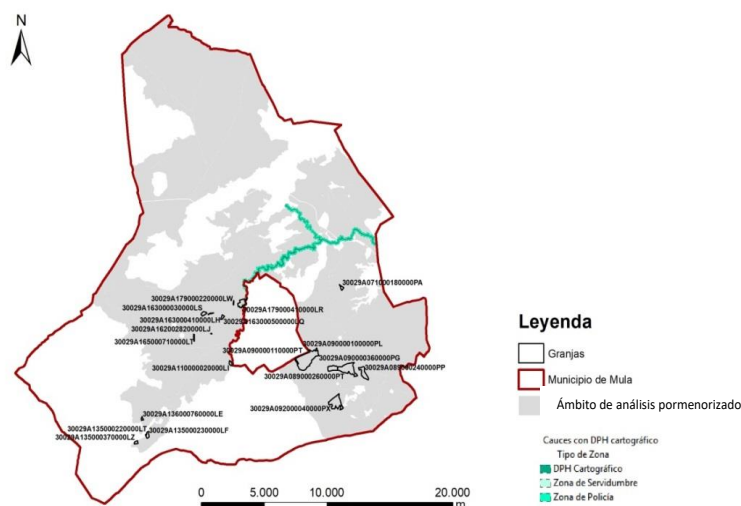 N
30029A071000180000PA
30029A179000220000LW
30029A163000030000LS
30029A179000410000LR
30029A163000410000LH
30029A163000500000LQ
30029A162002820000LJ
30029A165000710000LT
30029A090000100000PL
30029A090000110000PT
30029A090000360000PG
30029A110000020000LI
30029A089000260000PT
30029A089000240000PP
30029A092000040000PX
30029A136000760000LE
30029A135000220000LT
30029A135000230000LF
30029A135000370000LZ
0 5.000 10.000 20.000
m
Leyenda
Granjas
Municipio de Mula
Ámbito de análisis pormenorizado
Cauces con DPH cartográfico
Tipo de Zona
DPH Cartográfico
Zona de Servidumbre
Zona de Policía